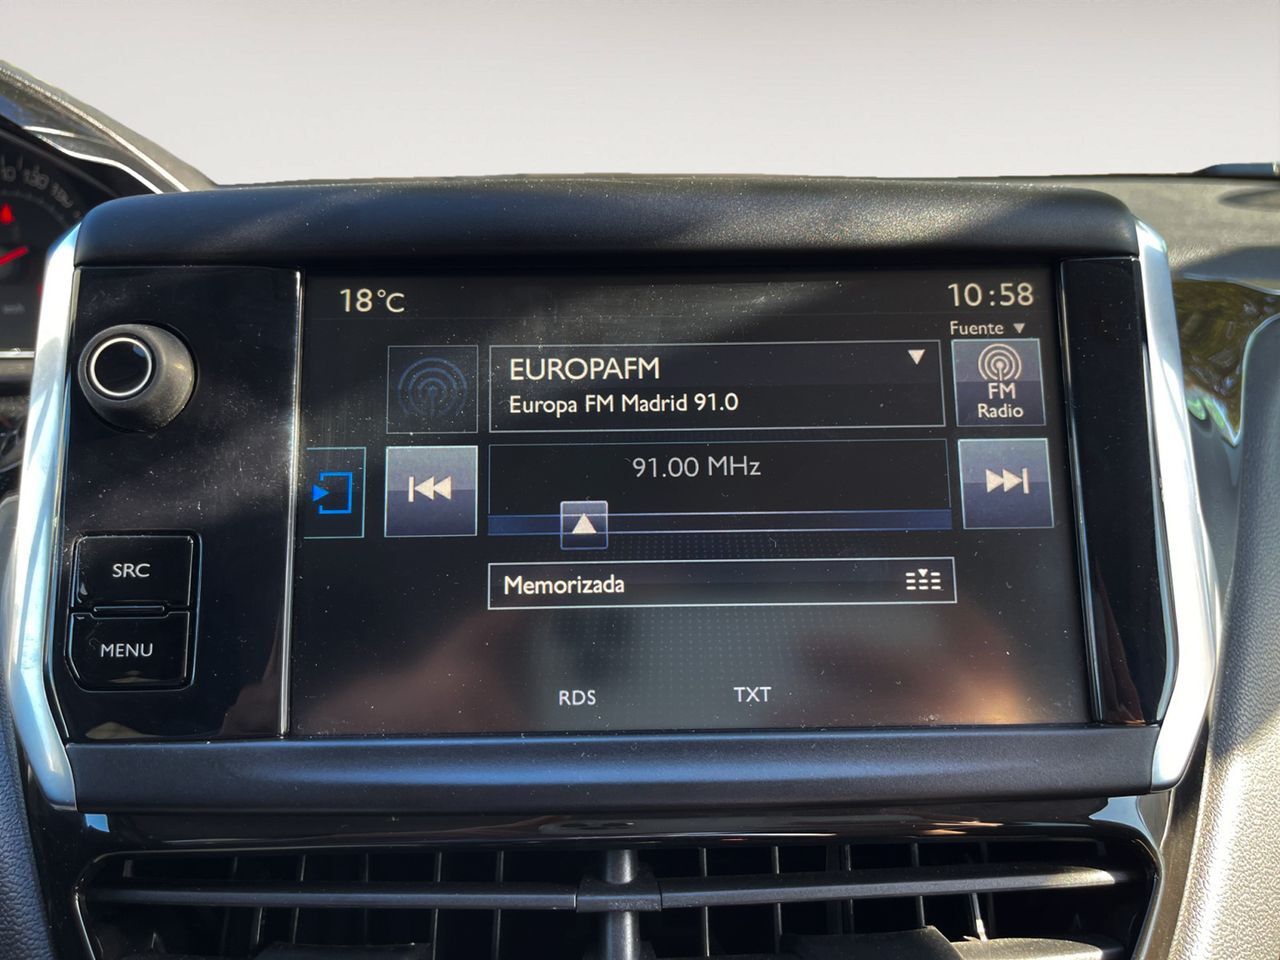 18°C
10:58
Fuente
EUROPAFM
Europa FM Madrid 91.0
FM
Radio
91.00 MHz
SRC
Memorizada
MENU
RDS
TXT